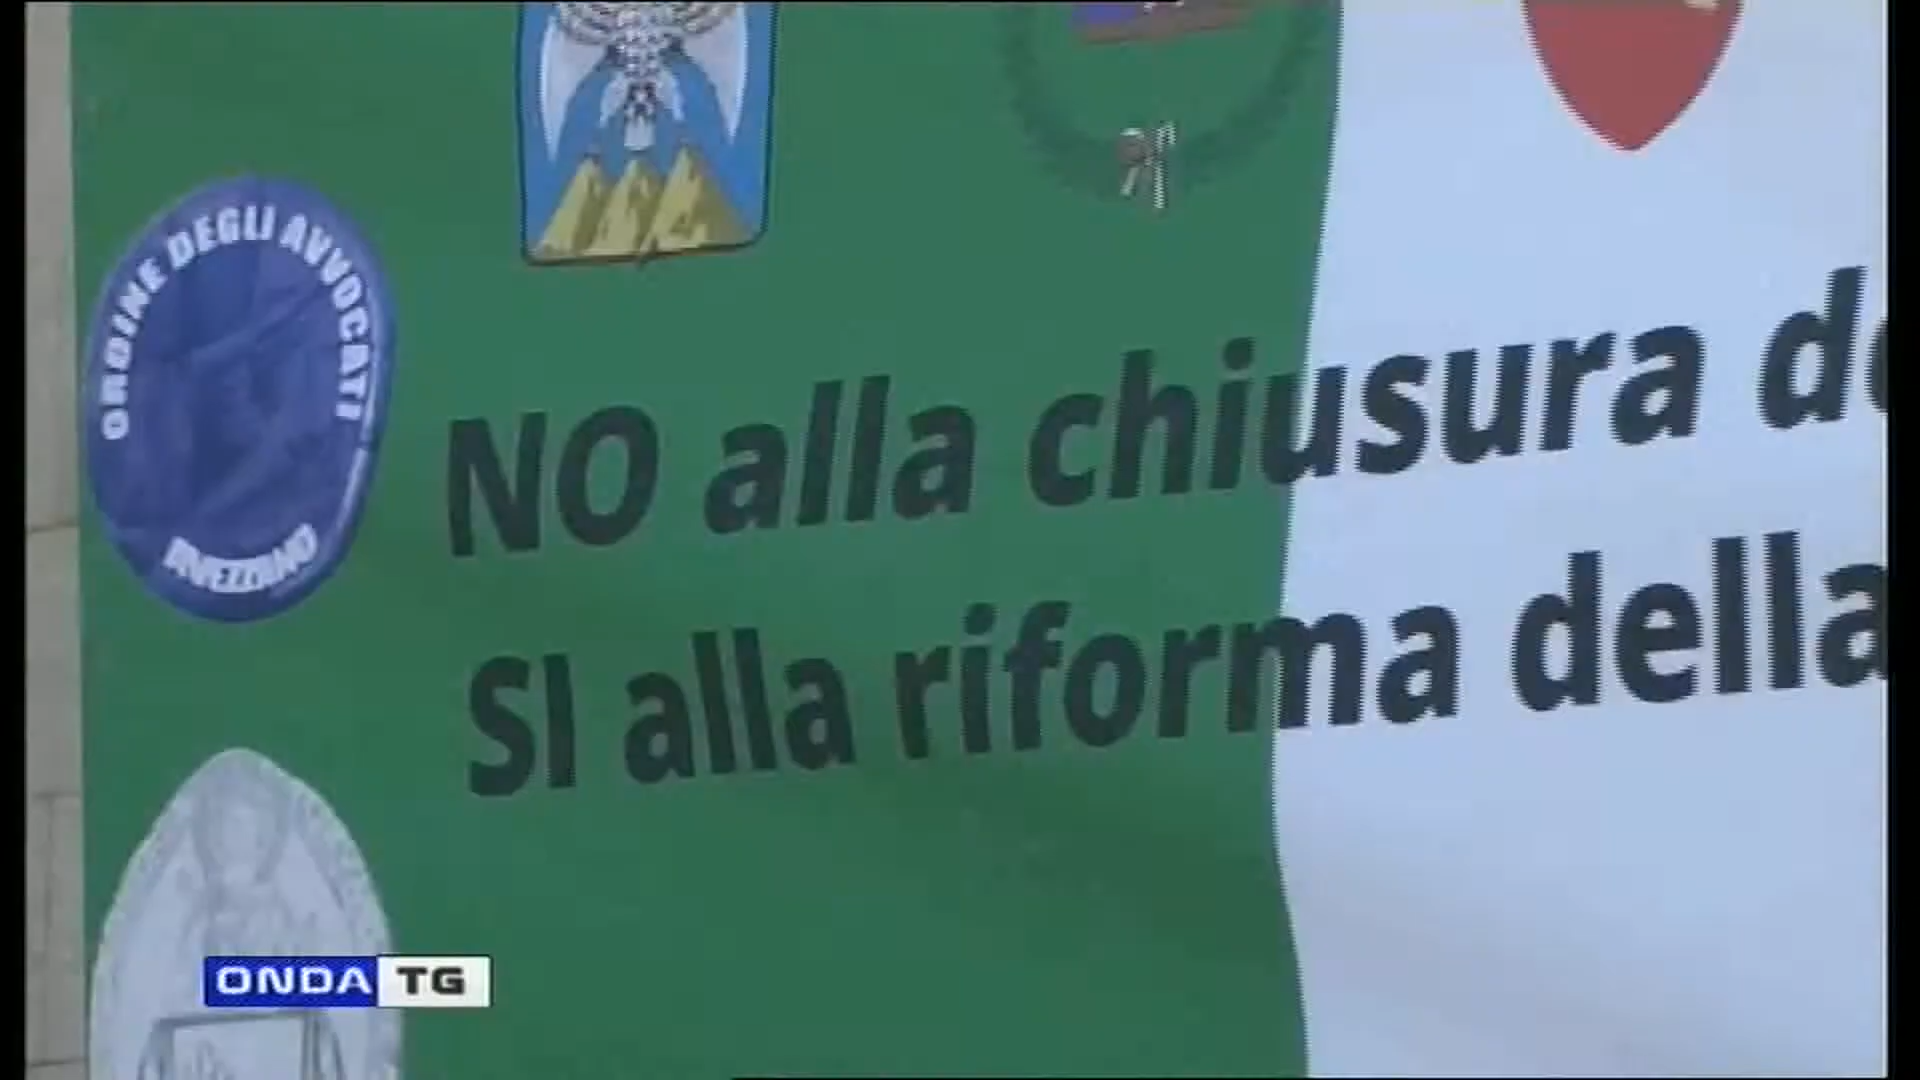 ORDINE DEGLI AVVOCATI
AVEZZANO
NO alla chiusura
SI alla riforma della
ONDA TG